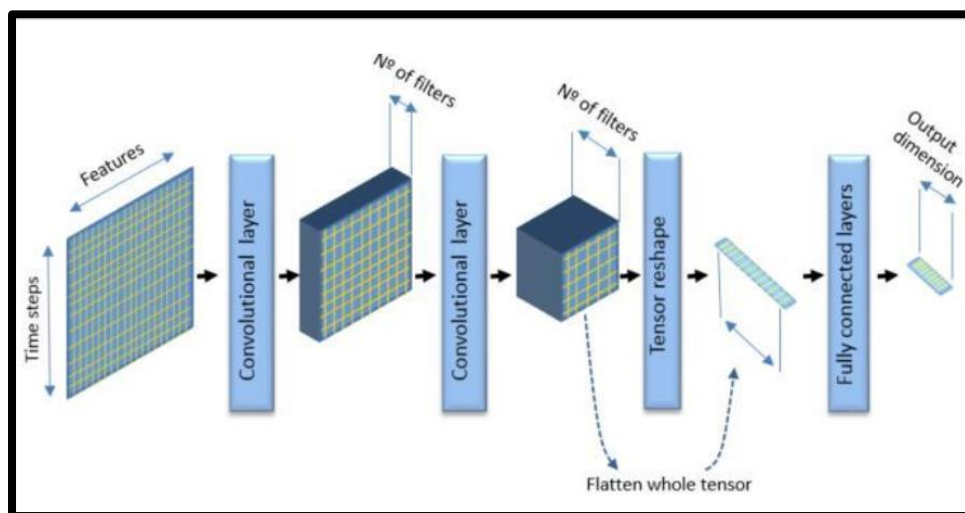 Features
Time steps
Convolutional layer
Nº of filters
Convolutional layer
Nº of filters
Tensor reshape
Flatten whole tensor
Fully connected layers
Output
dimension